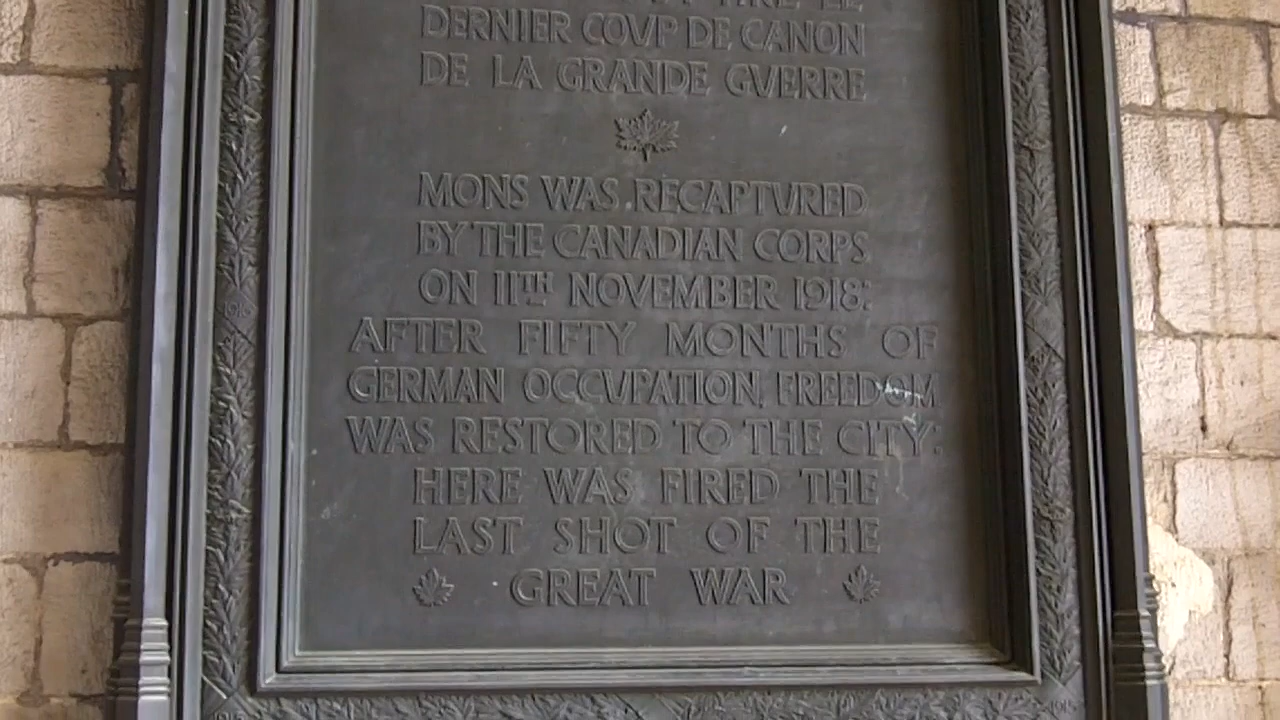 TIRE LE
DERNIER COVP DE CANON
DE LA GRANDE GVERRE
MONS WAS RECAPTVRED
BY THE CANADIAN CORPS
ON 11TH NOVEMBER 1918:
AFTER FIFTY MONTHS OF
GERMAN OCCVPATION, FREEDOM
WAS RESTORED TO THE CITY:
HERE WAS FIRED THE
LAST SHOT OF THE
GREAT WAR